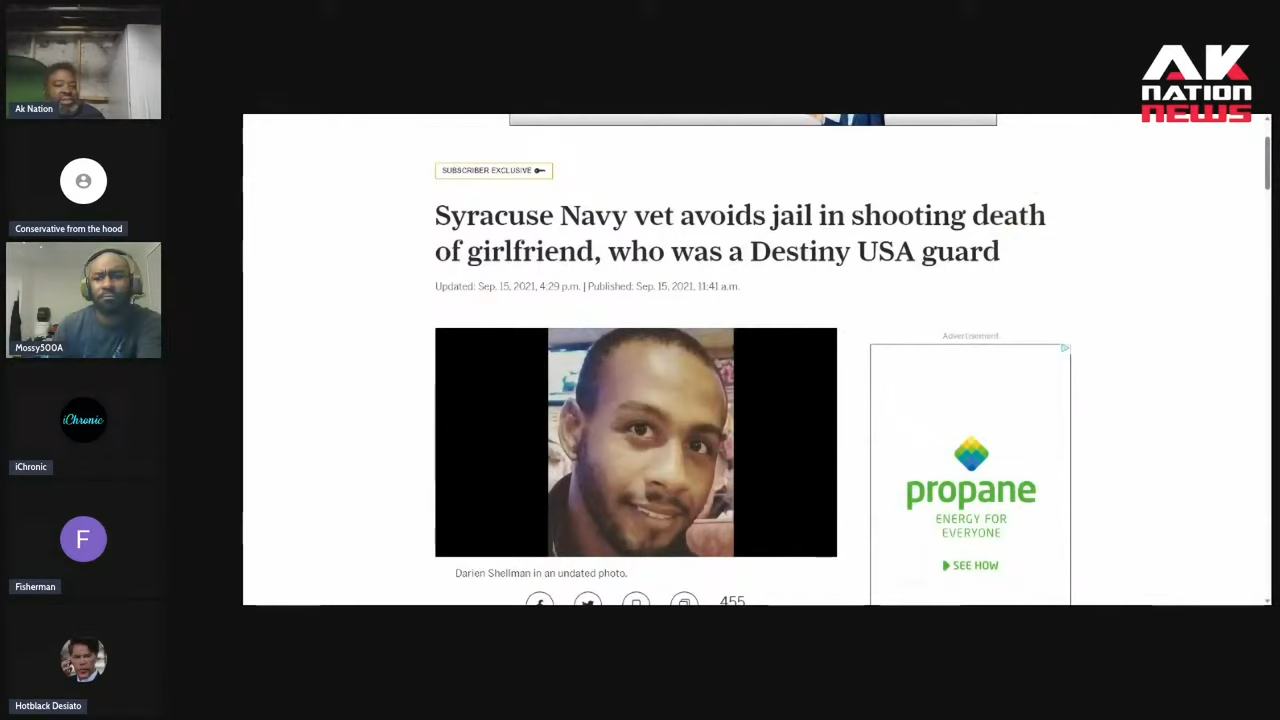 Ak Nation
Conservative from the hood
Mossy500A
iChronic
iChronic
F
Fisherman
Hotblack Desiato
AK
NATION
NEWS
SUBSCRIBER EXCLUSIVE
Syracuse Navy vet avoids jail in shooting death
of girlfriend, who was a Destiny USA guard
Updated: Sep. 15, 2021, 4:29 p.m. | Published: Sep. 15, 2021, 11:41 a.m.
Darien Shellman in an undated photo.
455
Advertisement
propane
ENERGY FOR
EVERYONE
SEE HOW